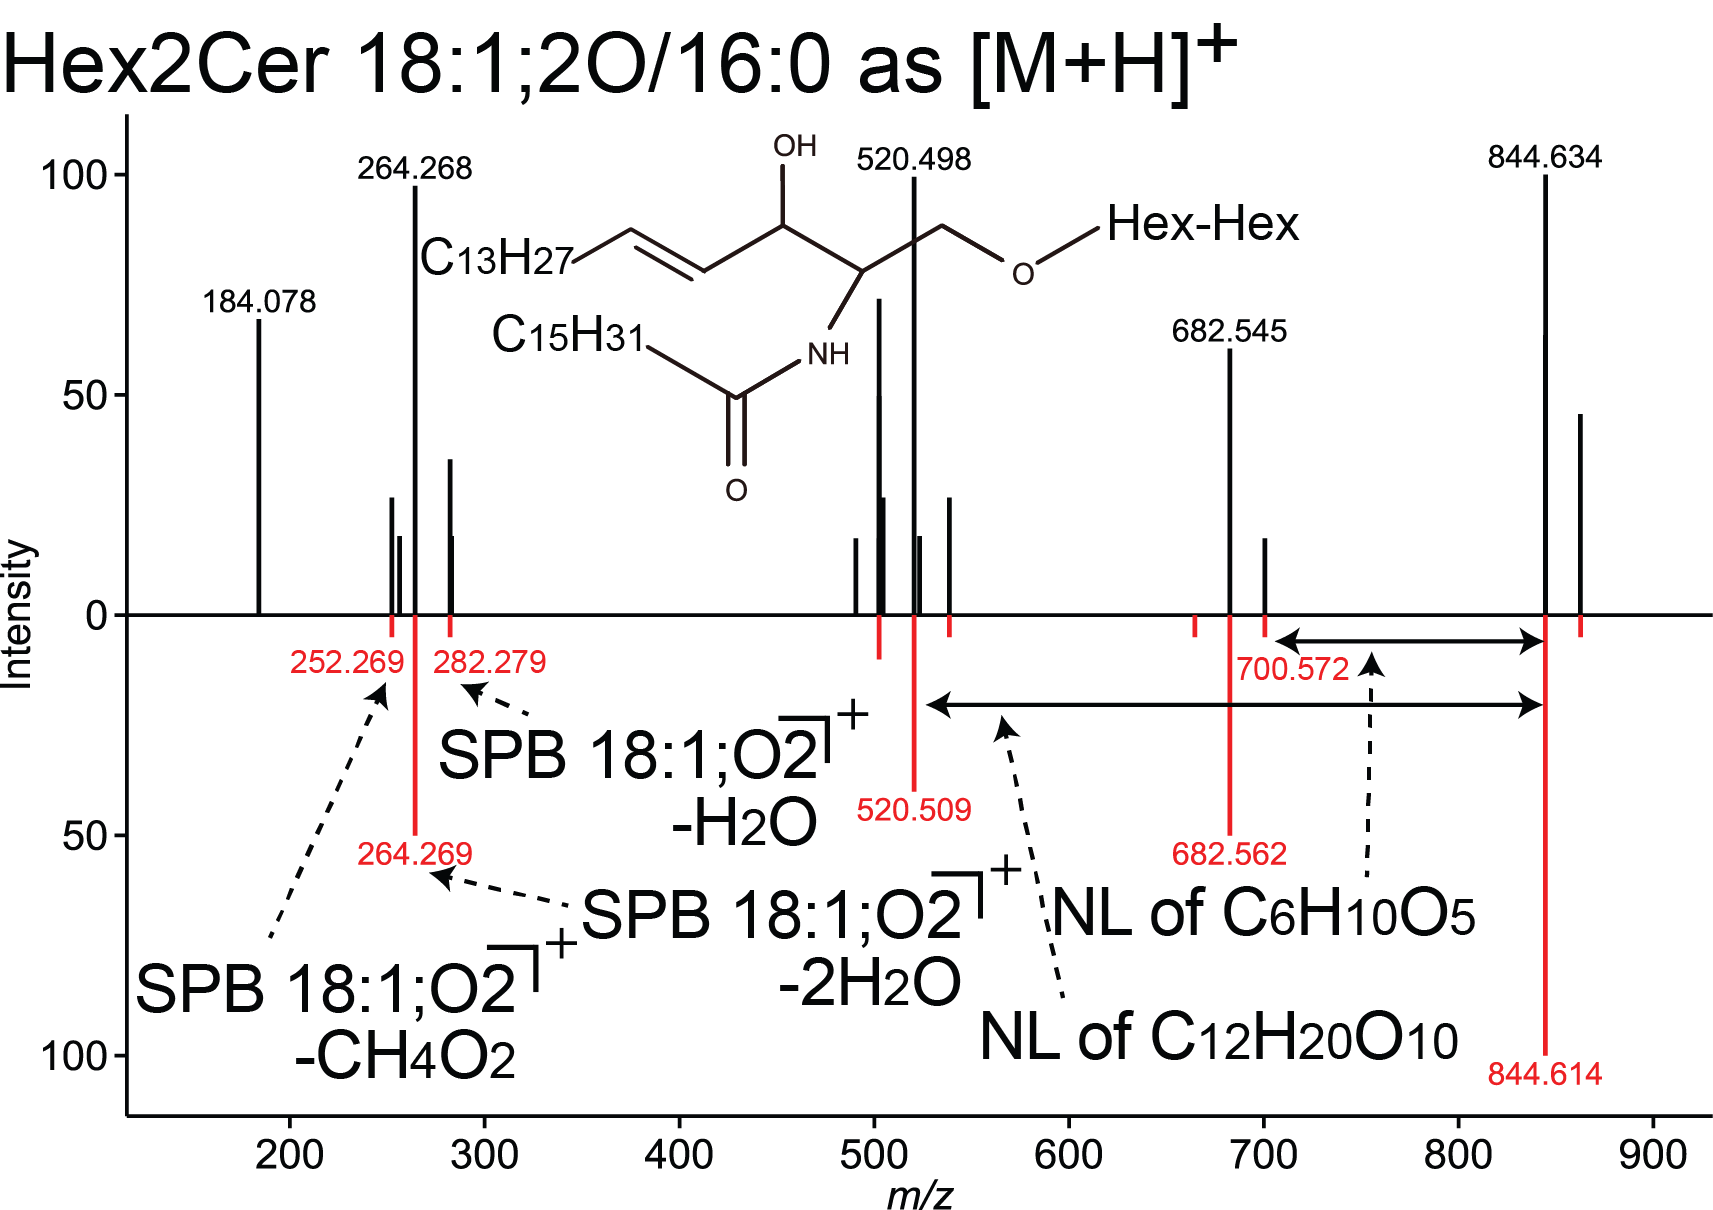 Hex2Cer 18:1;2O/16:0 as [M+H]+
100
264.268
OH
520.498
844.634
Hex-Hex
C13H27
O
184.078
C15H31
NH
682.545
50
O
0
Intensity
252.269
282.279
700.572
SPB 18:1;O2+
-H2O
520.509
50
264.269
682.562
SPB 18:1;O2+
-2H2O
NL of C6H10O5
SPB 18:1;O2+
-CH4O2
NL of C12H20O10
100
844.614
200 300 400 500 600 700 800 900
m/z